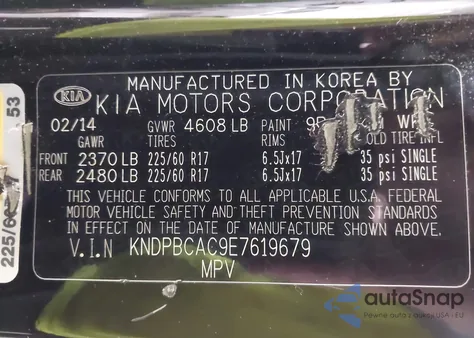 MANUFACTURED IN KOREA BY
KIA KIA MOTORS CORPORATION
02/14 GVWR 4608 LB PAINT
GAWR TIRES RIMS COLD TIRE INFL
FRONT 2370 LB 225/60 R17 6.5Jx17 35 psi SINGLE
REAR 2480 LB 225/60 R17 6.5Jx17 35 psi SINGLE
THIS VEHICLE CONFORMS TO ALL APPLICABLE U.S.A. FEDERAL
MOTOR VEHICLE SAFETY AND THEFT PREVENTION STANDARDS
IN EFFECT ON THE DATE OF MANUFACTURE SHOWN ABOVE.
V.I.N KNDPBCAC9E7619679
MPV
53
225/60
autaSnap